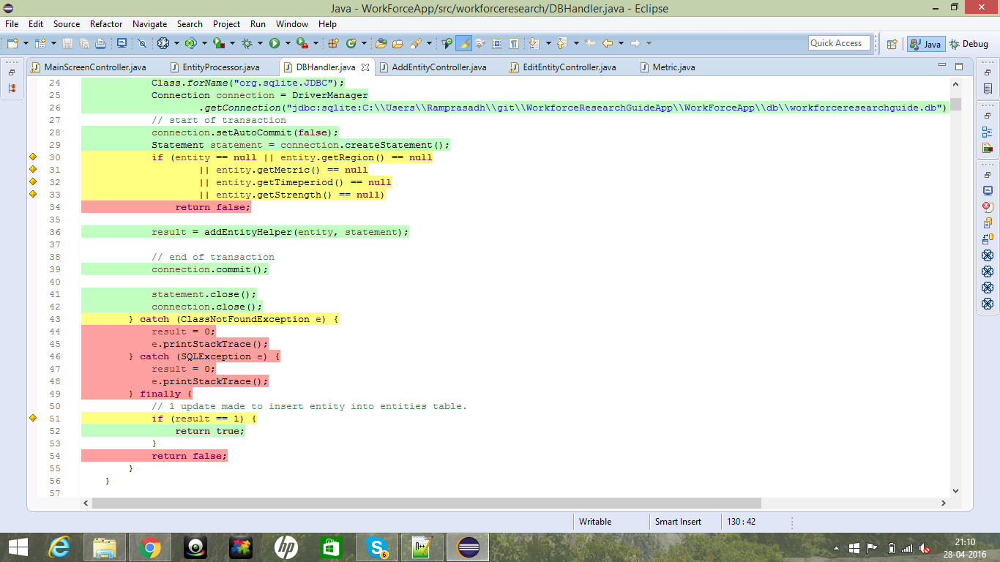 Java - WorkForceApp/src/workforceresearch/DBHandler.java - Eclipse
File Edit Source Refactor Navigate Search Project Run Window Help
Quick Access Java Debug
MainScreenController.java EntityProcessor.java DBHandler.java AddEntityController.java EditEntityController.java Metric.java
24 Class.forName("org.sqlite.JDBC");
25 Connection connection = DriverManager
26 .getConnection("jdbc:sqlite:C:\\Users\\Ramprasadh\\git\\WorkforceResearchGuideApp\\WorkForceApp\\db\\workforceresearchguide.db")
27 // start of transaction
28 connection.setAutoCommit(false);
29 Statement statement = connection.createStatement();
30 if (entity == null || entity.getRegion() == null
31 || entity.getMetric() == null
32 || entity.getTimeperiod() == null
33 || entity.getStrength() == null)
34 return false;
35
36 result = addEntityHelper(entity, statement);
37
38 // end of transaction
39 connection.commit();
40
41 statement.close();
42 connection.close();
43 } catch (ClassNotFoundException e) {
44 result = 0;
45 e.printStackTrace();
46 } catch (SQLException e) {
47 result = 0;
48 e.printStackTrace();
49 } finally {
50 // 1 update made to insert entity into entities table.
51 if (result == 1) {
52 return true;
53 }
54 return false;
55 }
56 }
57
Writable Smart Insert 130 : 42
21:10
28-04-2016